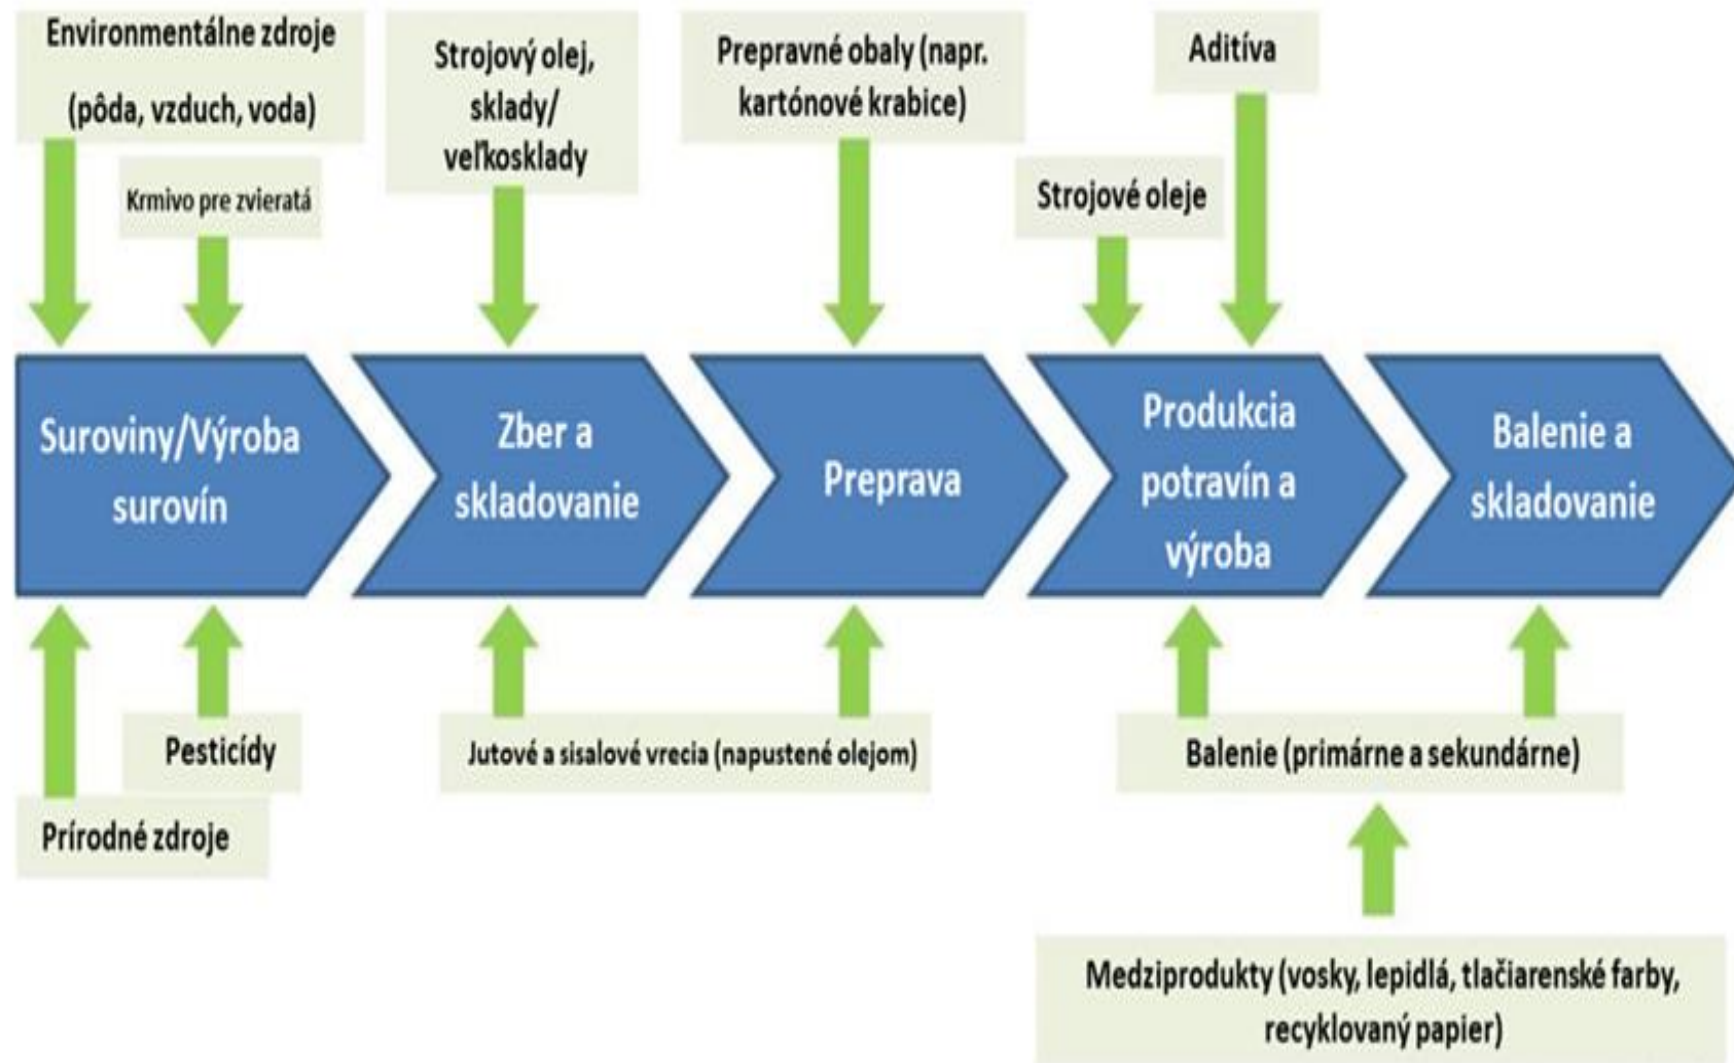 Environmentálne zdroje
(pôda, vzduch, voda)
Krmivo pre zvieratá
Strojový olej,
sklady/
veľkosklady
Prepravné obaly (napr.
kartónové krabice)
Strojové oleje
Aditíva
Suroviny/Výroba
surovín
Zber a
skladovanie
Preprava
Produkcia
potravín a
výroba
Balenie a
skladovanie
Pesticídy
Prírodné zdroje
Jutové a sisalové vrecia (napustené olejom)
Balenie (primárne a sekundárne)
Medziprodukty (vosky, lepidlá, tlačiarenské farby,
recyklovaný papier)